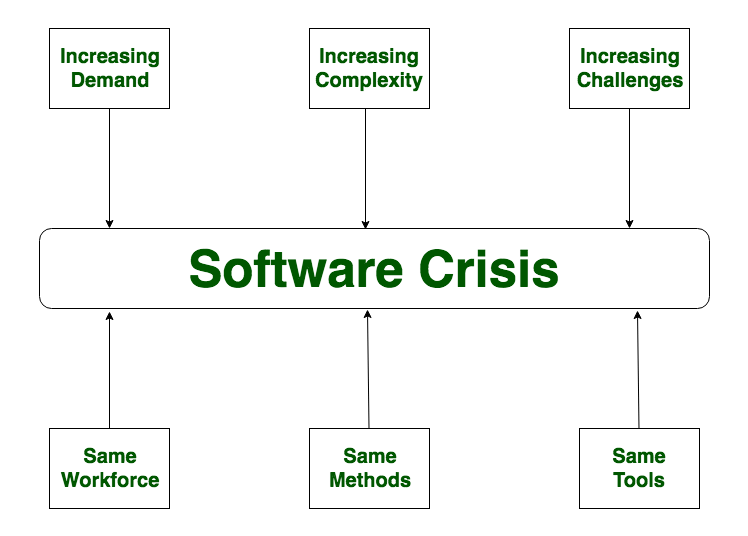 Increasing
Demand
Increasing
Complexity
Increasing
Challenges
Software Crisis
Same
Workforce
Same
Methods
Same
Tools